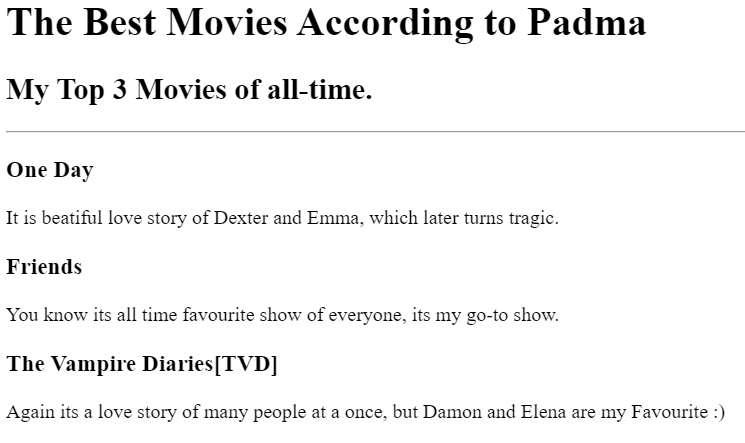 The Best Movies According to Padma
My Top 3 Movies of all-time.
One Day
It is beatiful love story of Dexter and Emma, which later turns tragic.
Friends
You know its all time favourite show of everyone, its my go-to show.
The Vampire Diaries[TVD]
Again its a love story of many people at a once, but Damon and Elena are my Favourite :)